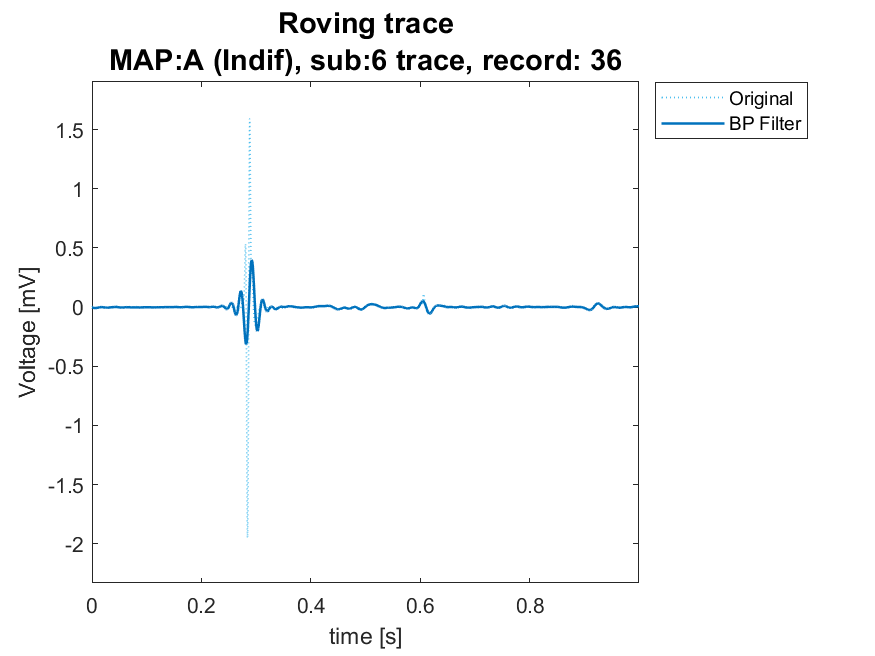 Roving trace
MAP:A (Indif), sub:6 trace, record: 36
Original
BP Filter
1.5
1
0.5
0
-0.5
-1
-1.5
-2
Voltage [mV]
0 0.2 0.4 0.6 0.8
time [s]